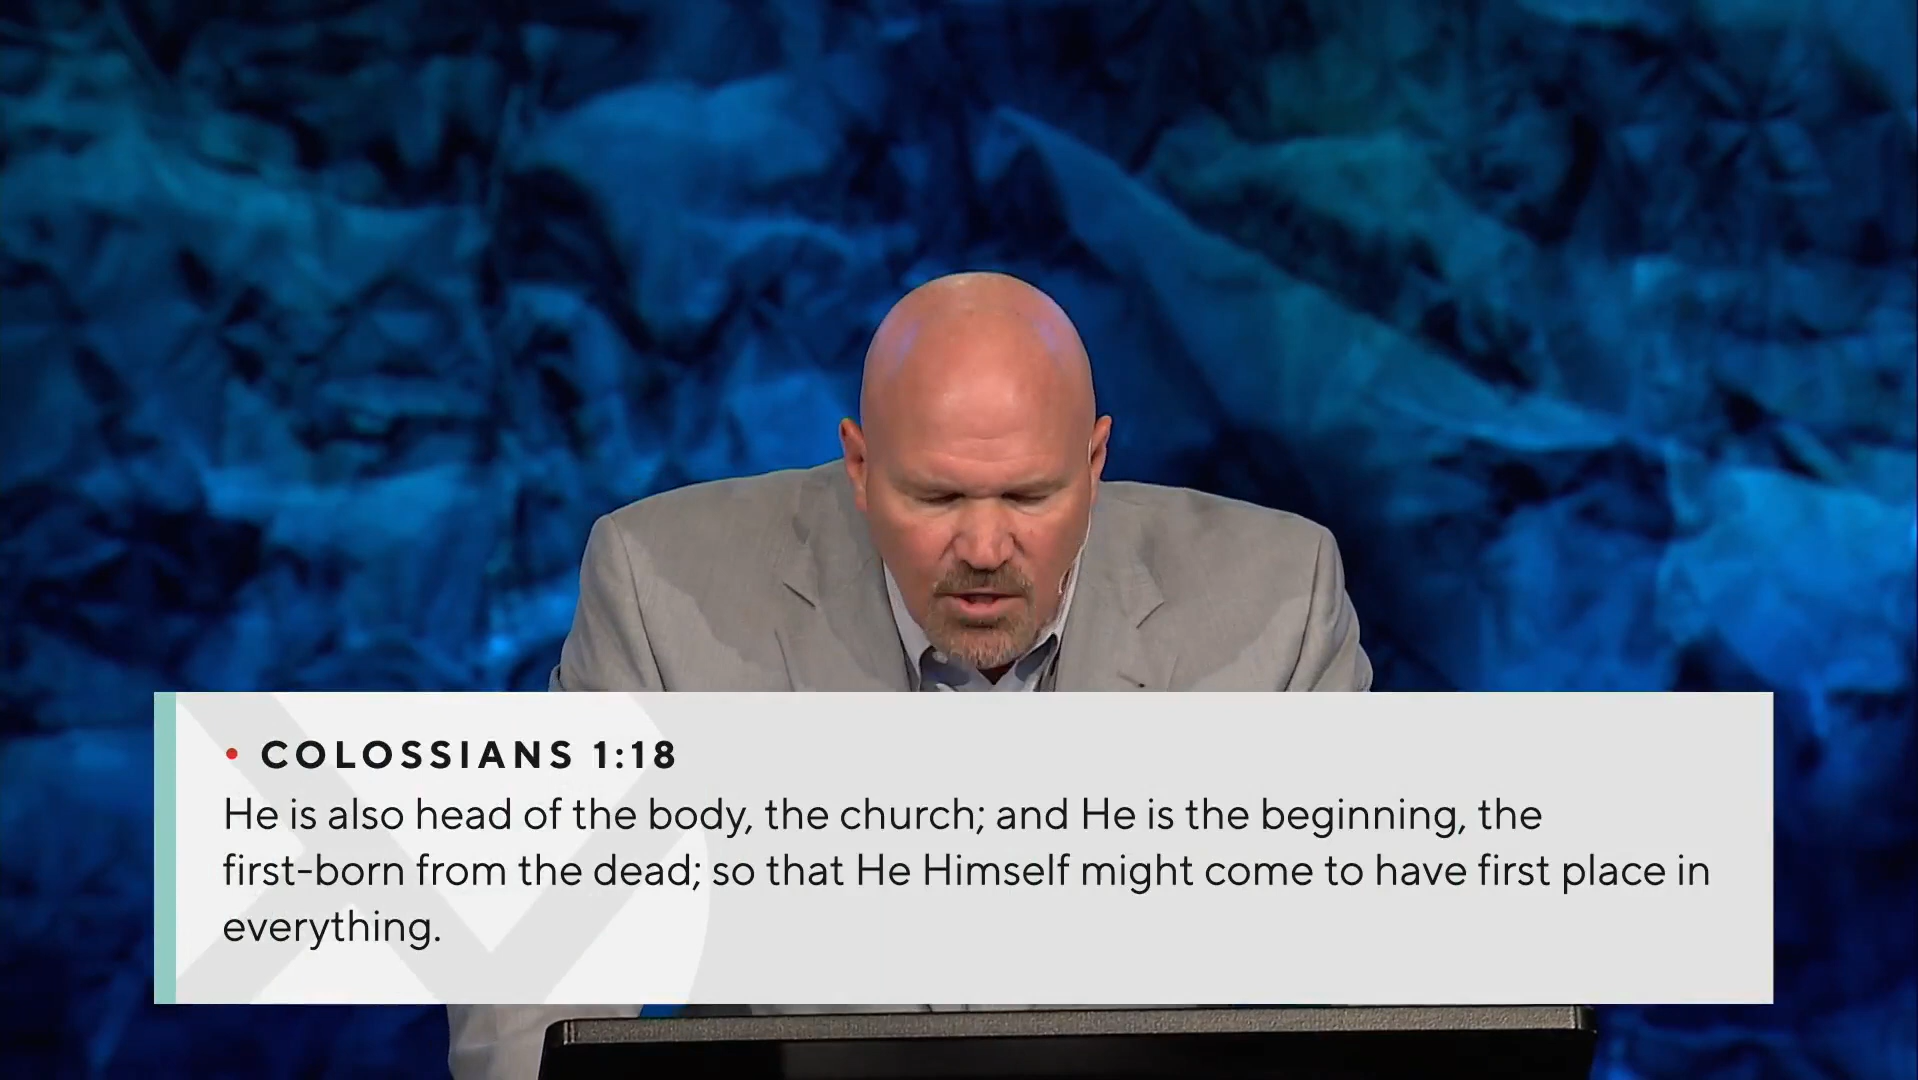 • COLOSSIANS 1:18
He is also head of the body, the church; and He is the beginning, the
first-born from the dead; so that He Himself might come to have first place in
everything.